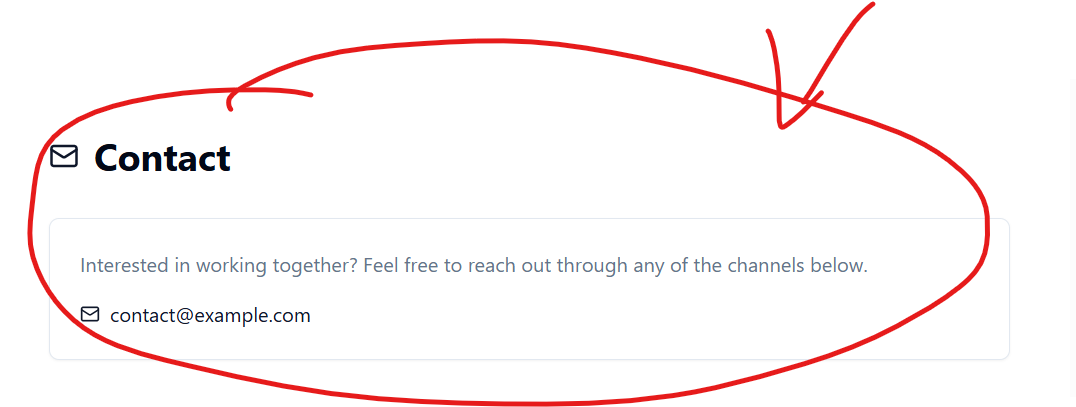 Contact
Interested in working together? Feel free to reach out through any of the channels below.
contact@example.com